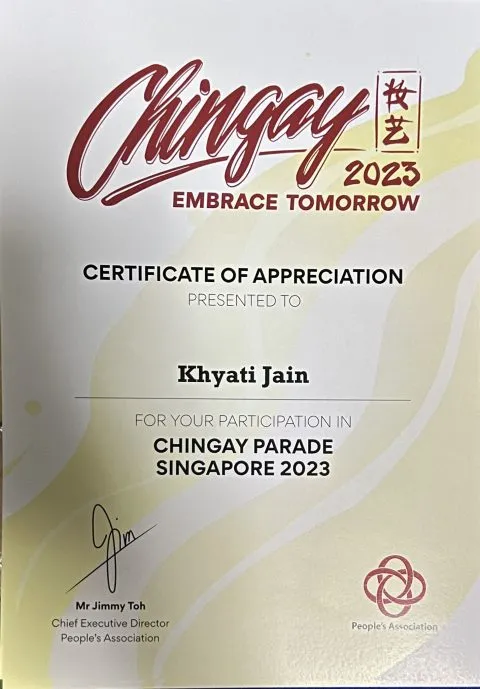 Chingay
妆艺
2023
EMBRACE TOMORROW
CERTIFICATE OF APPRECIATION
PRESENTED TO
Khyati Jain
FOR YOUR PARTICIPATION IN
CHINGAY PARADE
SINGAPORE 2023
Jim
Mr Jimmy Toh
Chief Executive Director
People's Association
People's Association